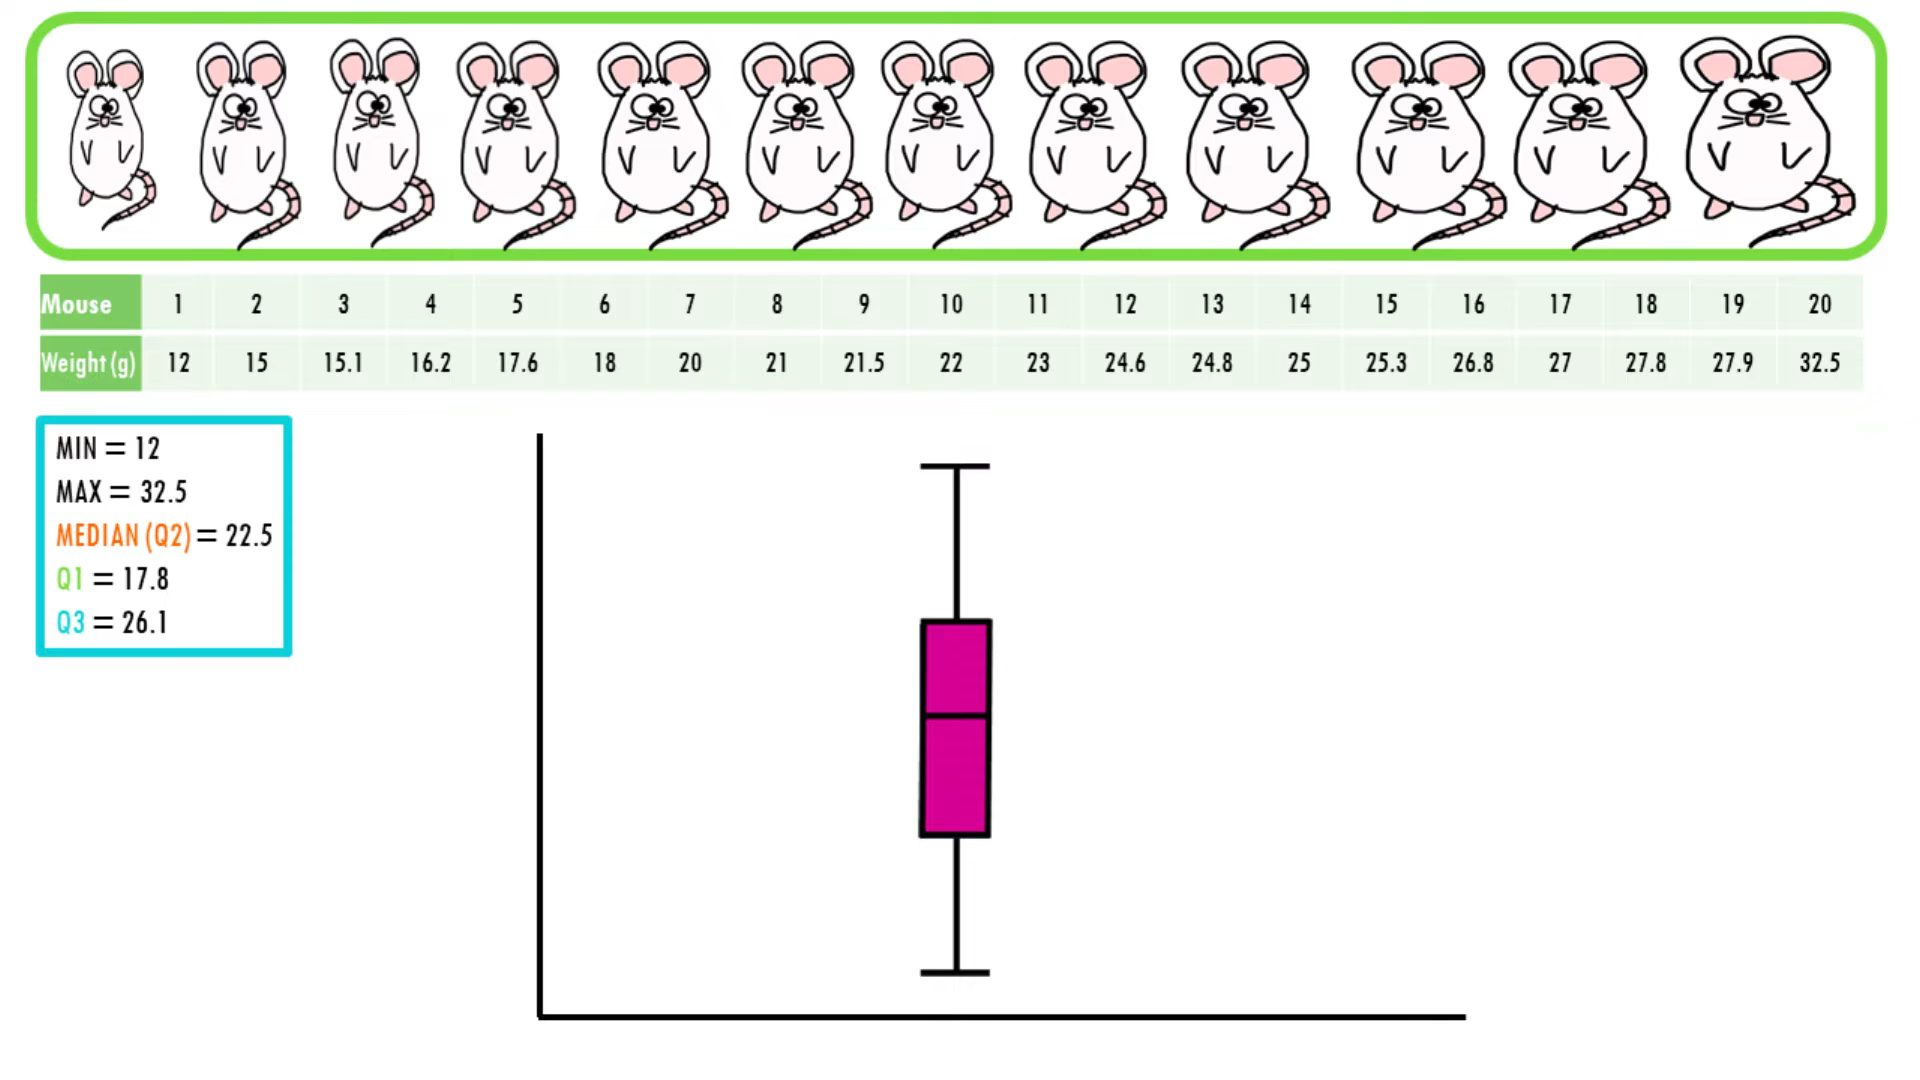 Mouse 1 2 3 4 5 6 7 8 9 10 11 12 13 14 15 16 17 18 19 20
Weight (g) 12 15 15.1 16.2 17.6 18 20 21 21.5 22 23 24.6 24.8 25 25.3 26.8 27 27.8 27.9 32.5
MIN = 12
MAX = 32.5
MEDIAN (Q2) = 22.5
Q1 = 17.8
Q3 = 26.1